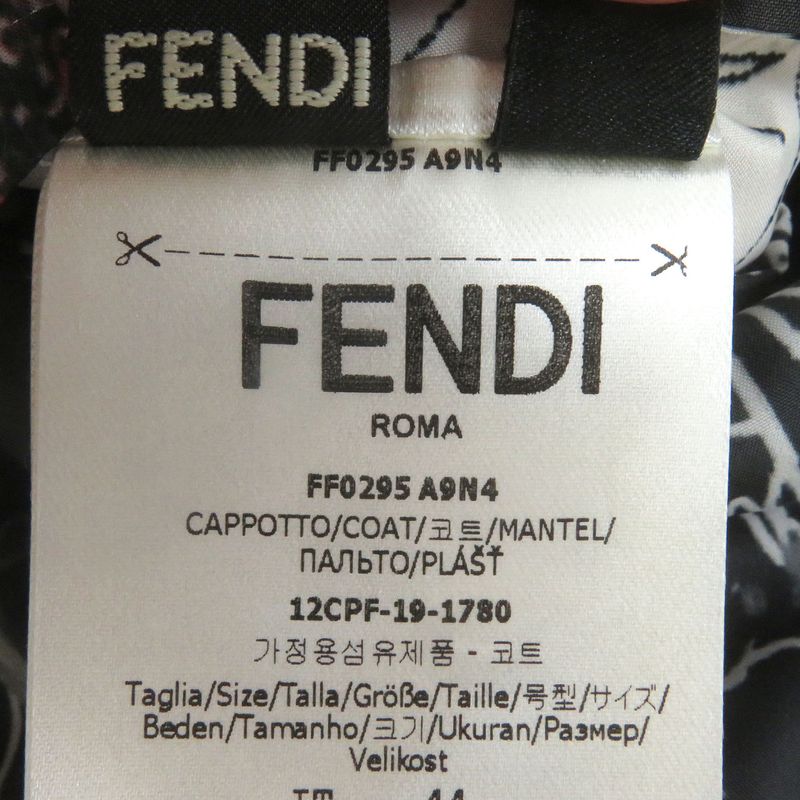 FENDI
FF0295 A9N4
FENDI
ROMA
FF0295 A9N4
CAPPOTTO/COAT/코트/MANTEL/
ПАЛЬТО/PLÁŠŤ
12CPF-19-1780
가정용섬유제품 - 코트
Taglia/Size/Talla/Größe/Taille/号型/サイズ/
Beden/Tamanho/크기/Ukuran/Размер/
Velikost